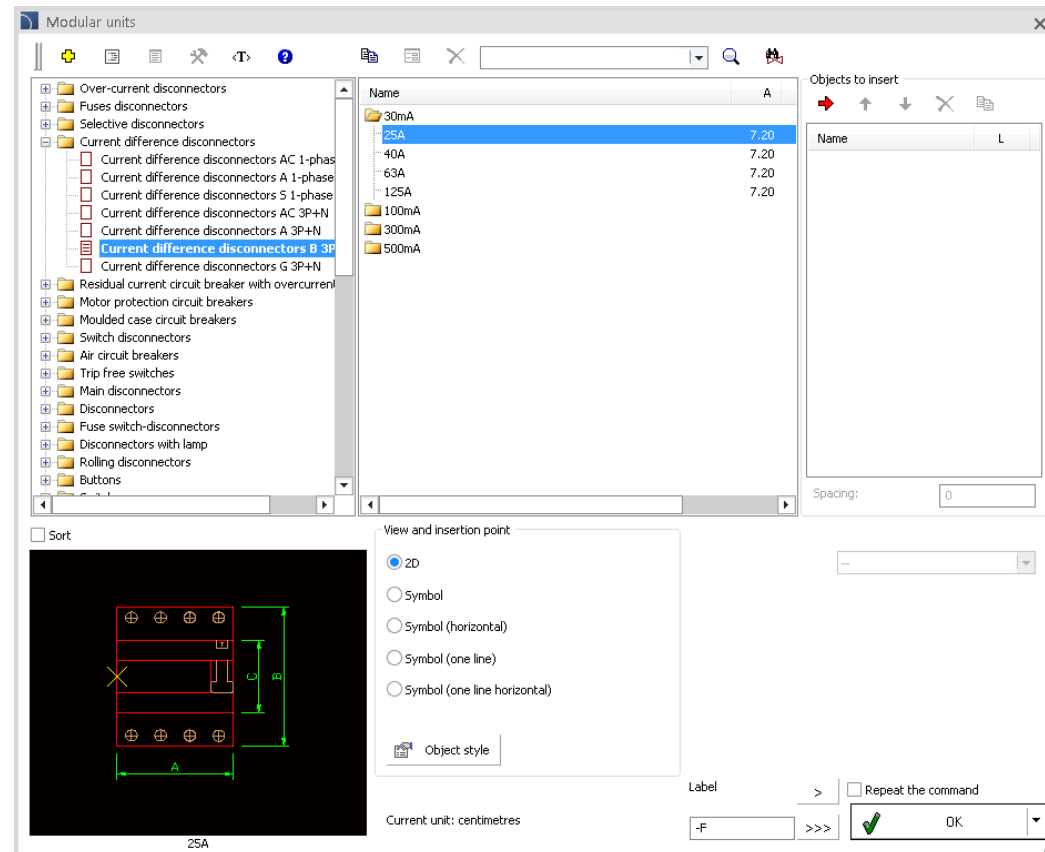 Modular units
‹T›
Objects to insert
Over-current disconnectors
Fuses disconnectors
Selective disconnectors
Current difference disconnectors
Current difference disconnectors AC 1-phas
Current difference disconnectors A 1-phase
Current difference disconnectors S 1-phase
Current difference disconnectors AC 3P+N
Current difference disconnectors A 3P+N
Current difference disconnectors B 3P
Current difference disconnectors G 3P+N
Residual current circuit breaker with overcurren
Motor protection circuit breakers
Moulded case circuit breakers
Switch disconnectors
Air circuit breakers
Trip free switches
Main disconnectors
Disconnectors
Fuse switch-disconnectors
Disconnectors with lamp
Rolling disconnectors
Buttons
Name A
30mA
25A 7.20
40A 7.20
63A 7.20
125A 7.20
100mA
300mA
500mA
Name L
Spacing: 0
Sort
View and insertion point
2D
Symbol
Symbol (horizontal)
Symbol (one line)
Symbol (one line horizontal)
Object style
--
C
B
A
25A
Current unit: centimetres
Label
>
Repeat the command
-F
>>>
OK